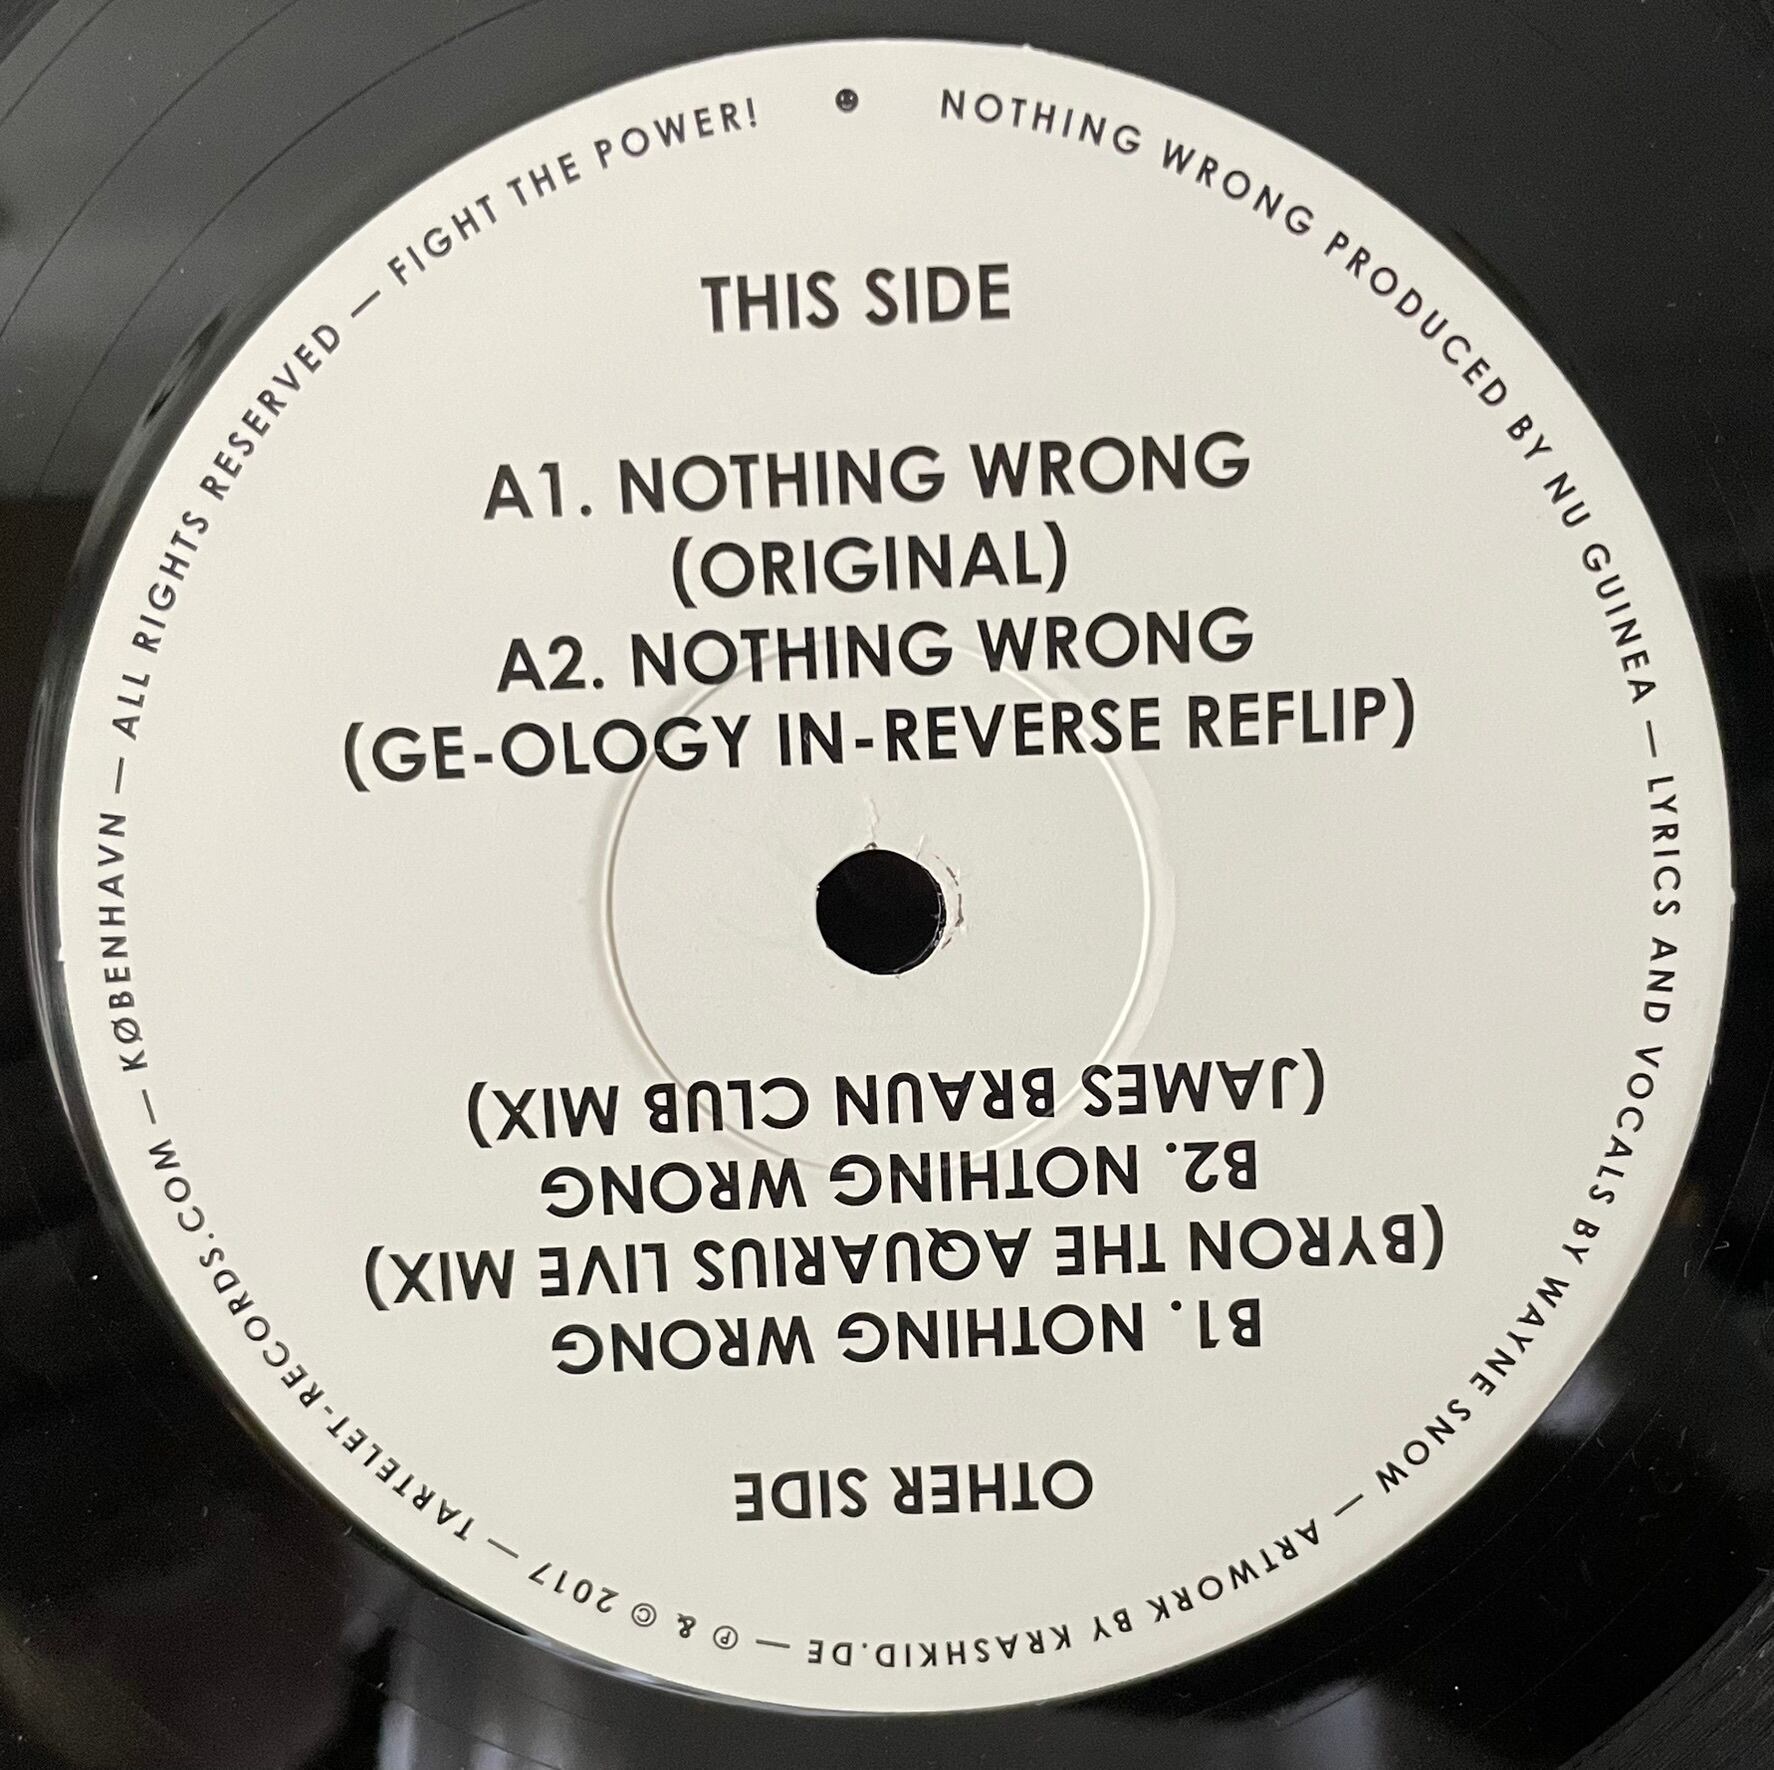 NOTHING WRONG PRODUCED BY NU GUINEA — LYRICS AND VOCALS BY WAYNE SNOW — ARTWORK BY KRASHKID.DE — ℗ & © 2017 — TARTELET-RECORDS.COM — KØBENHAVN — ALL RIGHTS RESERVED — FIGHT THE POWER!
THIS SIDE
A1. NOTHING WRONG
(ORIGINAL)
A2. NOTHING WRONG
(GE-OLOGY IN-REVERSE REFLIP)
OTHER SIDE
B1. NOTHING WRONG
(BYRON THE AQUARIUS LIVE MIX)
B2. NOTHING WRONG
(JAMES BRAUN CLUB MIX)